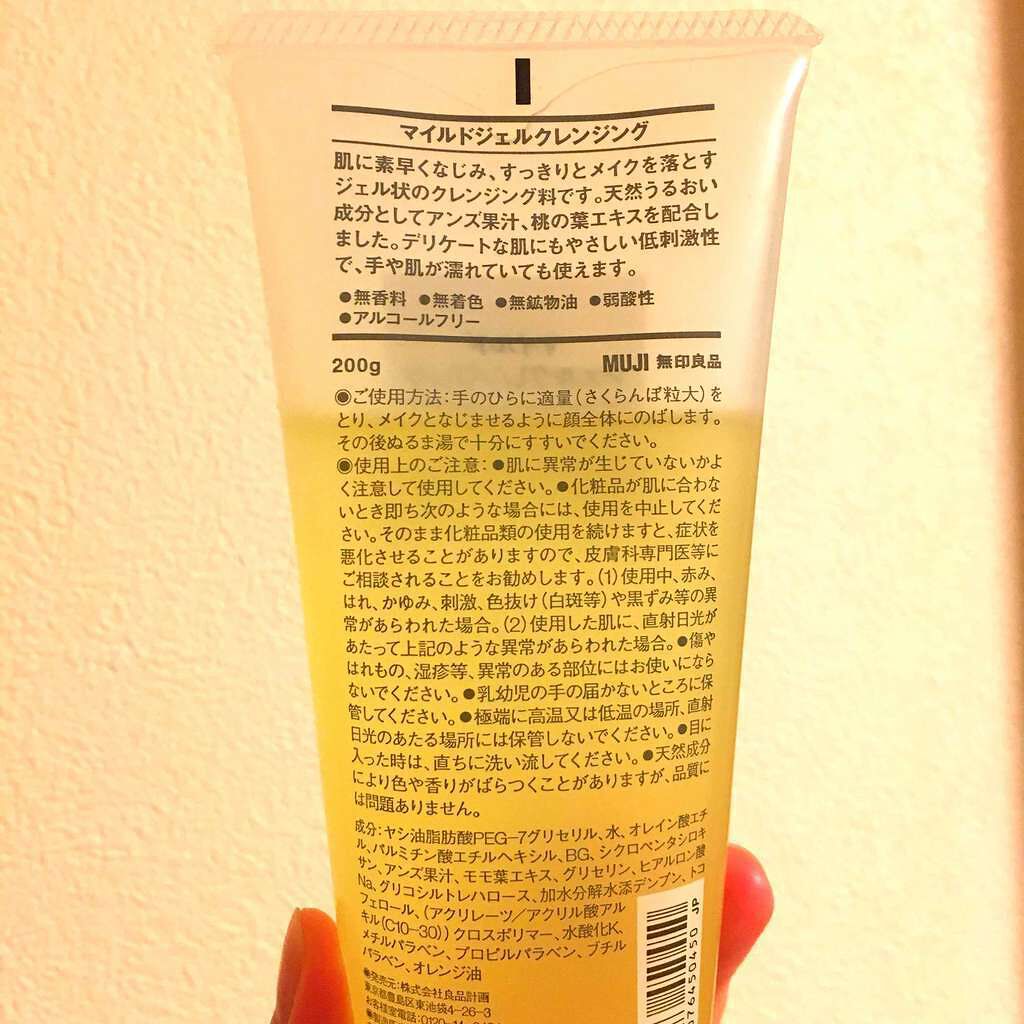 マイルドジェルクレンジング
肌に素早くなじみ、すっきりとメイクを落とす
ジェル状のクレンジング料です。天然うるおい
成分としてアンズ果汁、桃の葉エキスを配合し
ました。デリケートな肌にもやさしい低刺激性
で、手や肌が濡れていても使えます。
●無香料 ●無着色 ●無鉱物油 ●弱酸性
●アルコールフリー
200g MUJI 無印良品
◉ご使用方法：手のひらに適量（さくらんぼ粒大）を
とり、メイクとなじませるように顔全体にのばします。
その後ぬるま湯で十分にすすいでください。
◉使用上のご注意：●肌に異常が生じていないかよ
く注意して使用してください。●化粧品が肌に合わな
いとき即ち次のような場合には、使用を中止してくだ
さい。そのまま化粧品類の使用を続けますと、症状を
悪化させることがありますので、皮膚科専門医等に
ご相談されることをお勧めします。（1）使用中、赤み、
はれ、かゆみ、刺激、色抜け（白斑等）や黒ずみ等の異
常があらわれた場合。（2）使用した肌に、直射日光が
あたって上記のような異常があらわれた場合。●傷や
はれもの、湿疹等、異常のある部位にはお使いになら
ないでください。●乳幼児の手の届かないところに保
管してください。●極端に高温又は低温の場所、直射
日光のあたる場所には保管しないでください。●目に
入った時は、直ちに洗い流してください。●天然成分
により色や香りがばらつくことがありますが、品質に
は問題ありません。
成分：ヤシ油脂肪酸PEG−7グリセリル、水、オレイン酸エチ
ル、パルミチン酸エチルヘキシル、BG、シクロペンタシロキ
サン、アンズ果汁、モモ葉エキス、グリセリン、ヒアルロン酸
Na、グリコシルトレハロース、加水分解水添デンプン、トコ
フェロール、（アクリレーツ／アクリル酸アル
キル（C10−30））クロスポリマー、水酸化K、
メチルパラベン、プロピルパラベン、ブチル
パラベン、オレンジ油
●発売元：株式会社良品計画
東京都豊島区東池袋4−26−3
お客様室電話：0120−14−
76450450 JP